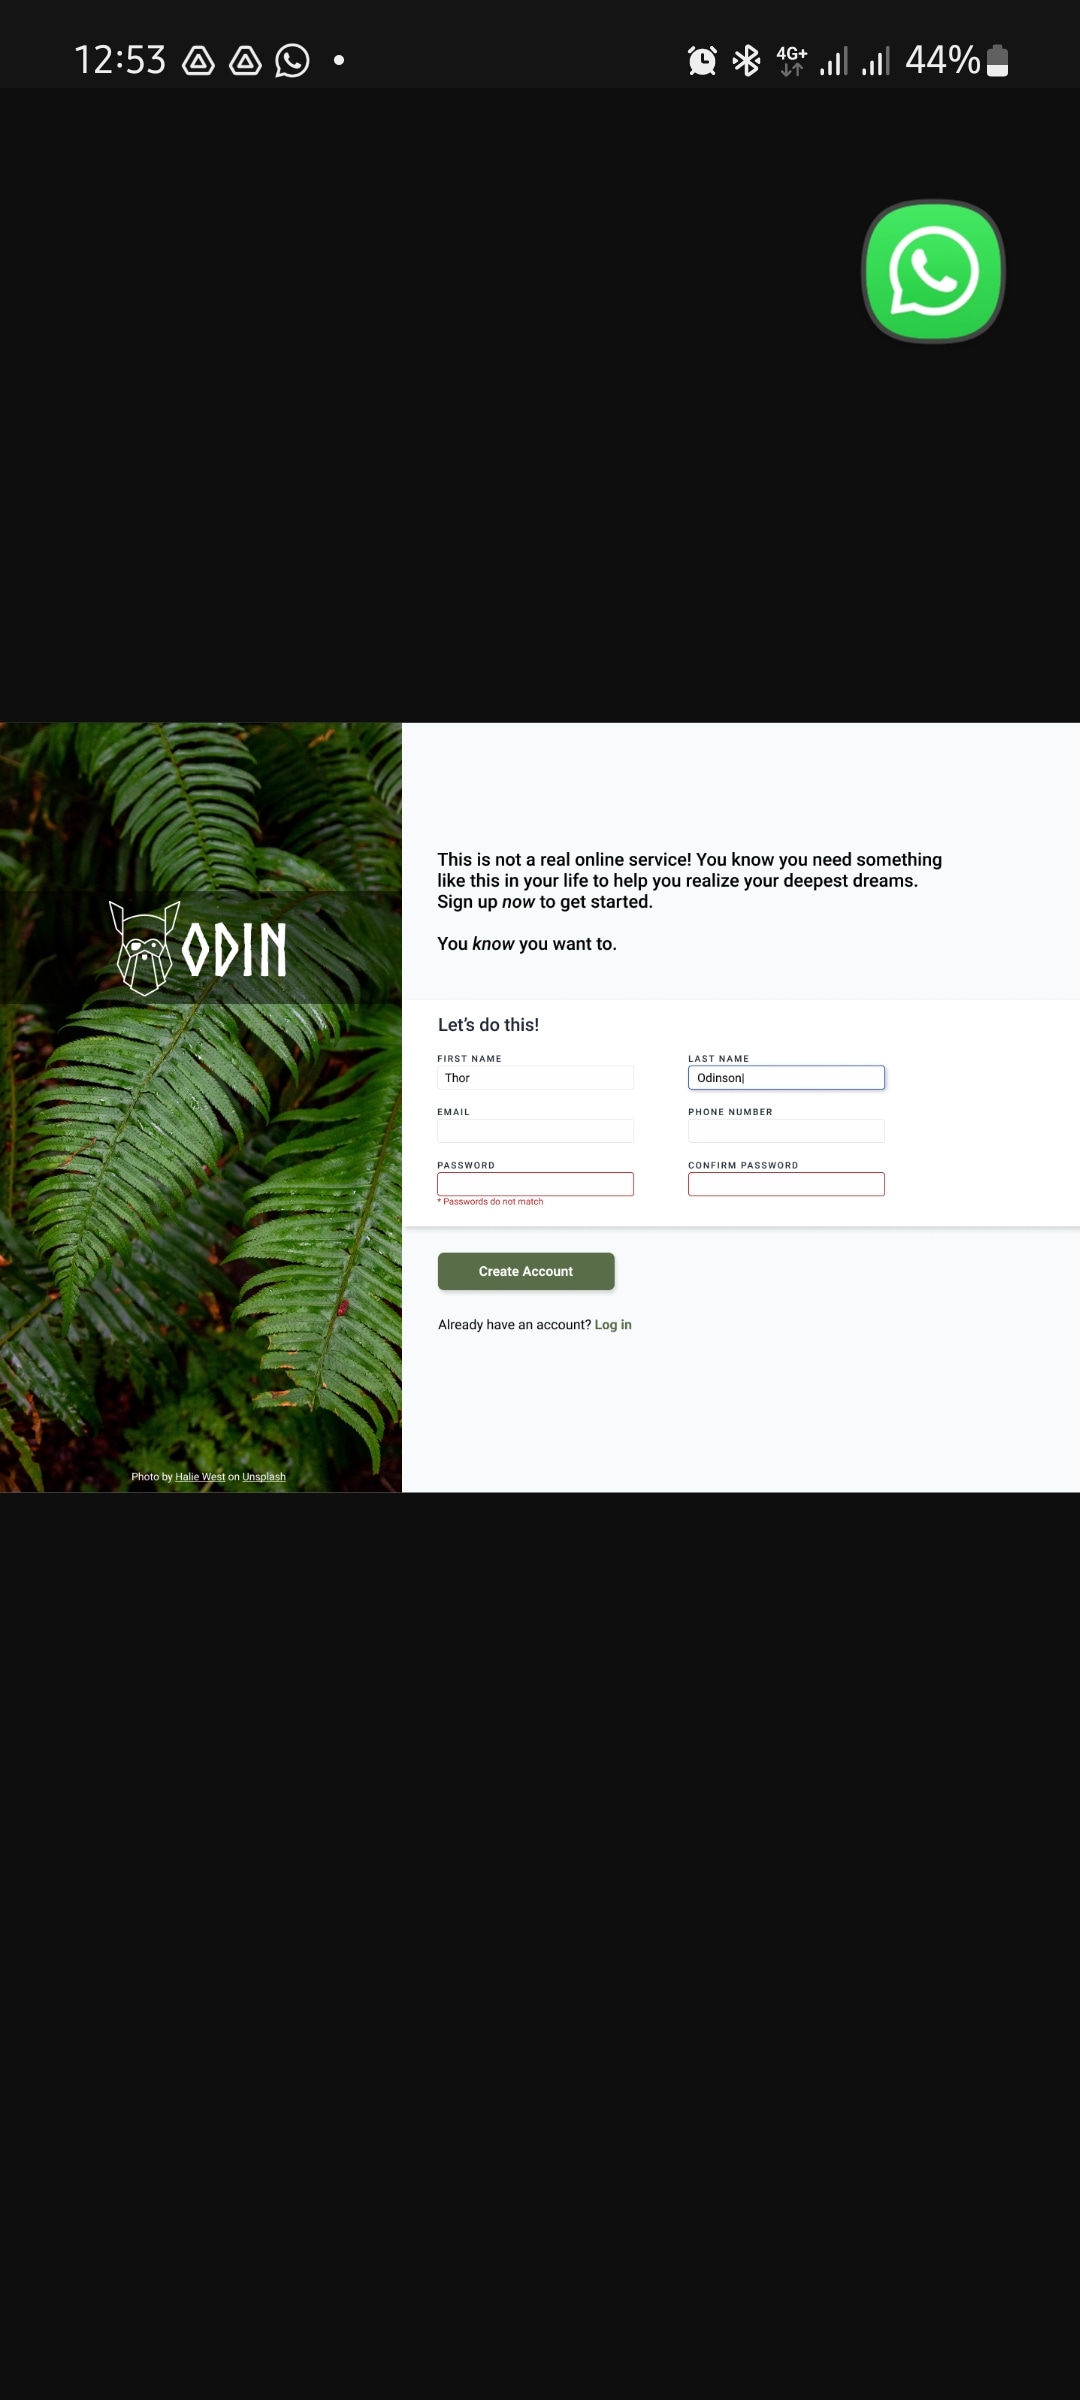 12:53
4G+
44%
ODIN
This is not a real online service! You know you need something
like this in your life to help you realize your deepest dreams.
Sign up now to get started.
You know you want to.
Let's do this!
FIRST NAME
LAST NAME
Thor
Odinson
EMAIL
PHONE NUMBER
PASSWORD
CONFIRM PASSWORD
* Passwords do not match
Create Account
Already have an account? Log in
Photo by Halie West on Unsplash